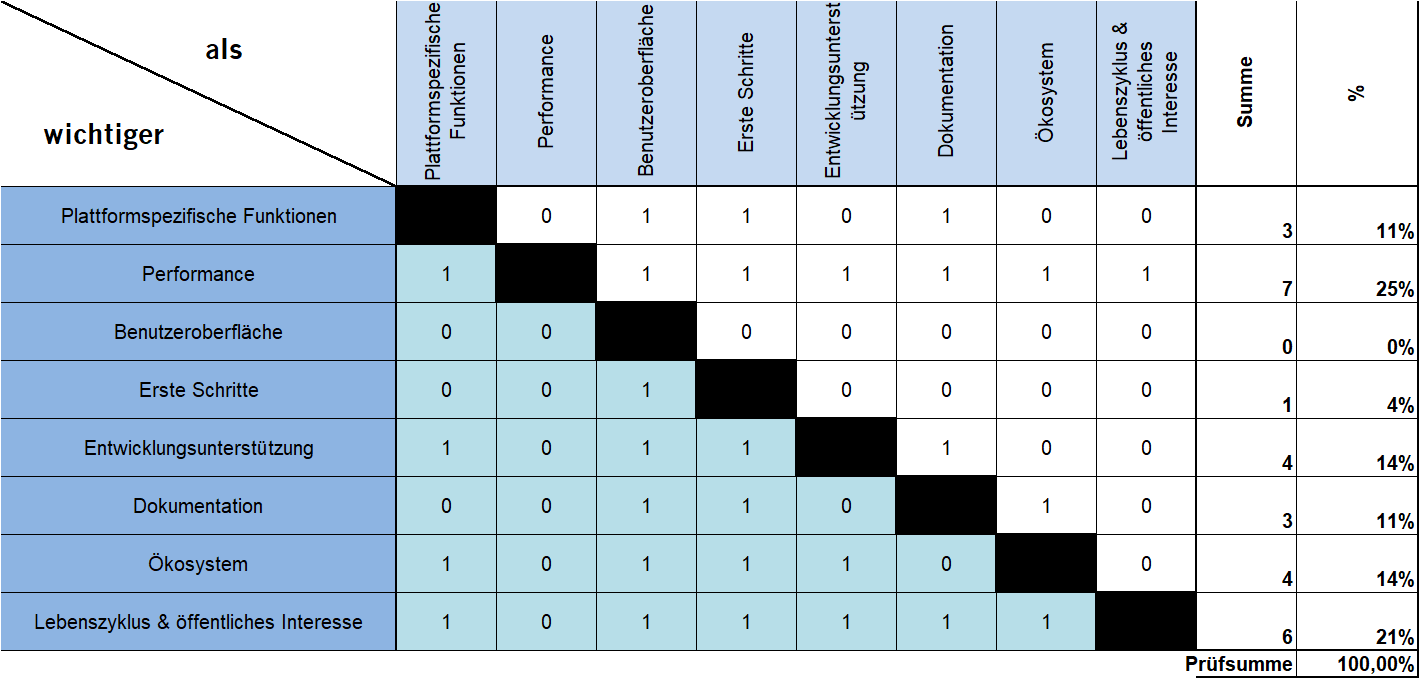 als
wichtiger
Plattformspezifische
Funktionen
Performance
Benutzeroberfläche
Erste Schritte
Entwicklungsunterst
ützung
Dokumentation
Ökosystem
Lebenszyklus &
öffentliches
Interesse
Summe
%
Plattformspezifische Funktionen 0 1 1 0 1 0 0 3 11%
Performance 1 1 1 1 1 1 1 7 25%
Benutzeroberfläche 0 0 0 0 0 0 0 0 0%
Erste Schritte 0 0 1 0 0 0 0 1 4%
Entwicklungsunterstützung 1 0 1 1 1 0 0 4 14%
Dokumentation 0 0 1 1 0 1 0 3 11%
Ökosystem 1 0 1 1 1 0 0 4 14%
Lebenszyklus & öffentliches Interesse 1 0 1 1 1 1 1 6 21%
Prüfsumme 100,00%